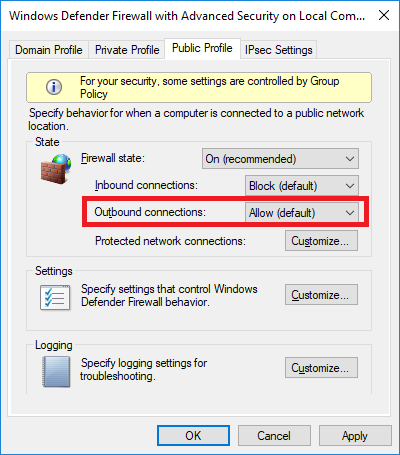 Windows Defender Firewall with Advanced Security on Local Com...
Domain Profile Private Profile Public Profile IPsec Settings
For your security, some settings are controlled by Group
Policy
Specify behavior for when a computer is connected to a public network
location.
State
Firewall state: On (recommended)
Inbound connections: Block (default)
Outbound connections: Allow (default)
Protected network connections: Customize...
Settings
Specify settings that control Windows
Defender Firewall behavior.
Customize...
Logging
Specify logging settings for
troubleshooting.
Customize...
OK Cancel Apply